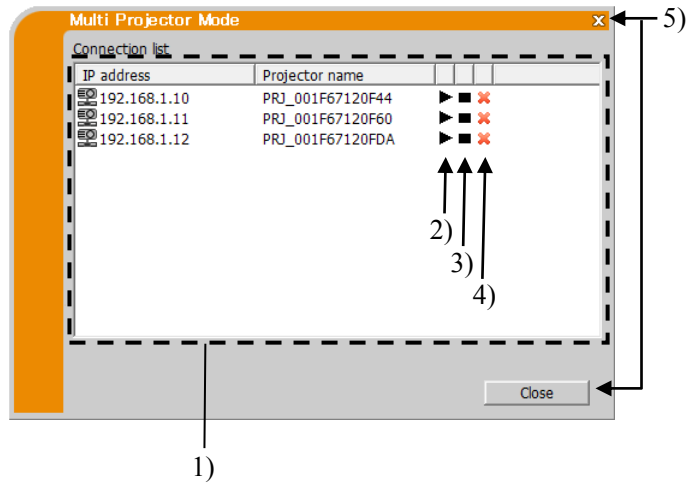 Multi Projector Mode x 5)
Connection list
IP address Projector name
192.168.1.10 PRJ_001F67120F44
192.168.1.11 PRJ_001F67120F60
192.168.1.12 PRJ_001F67120FDA
2)
3)
4)
Close
1)